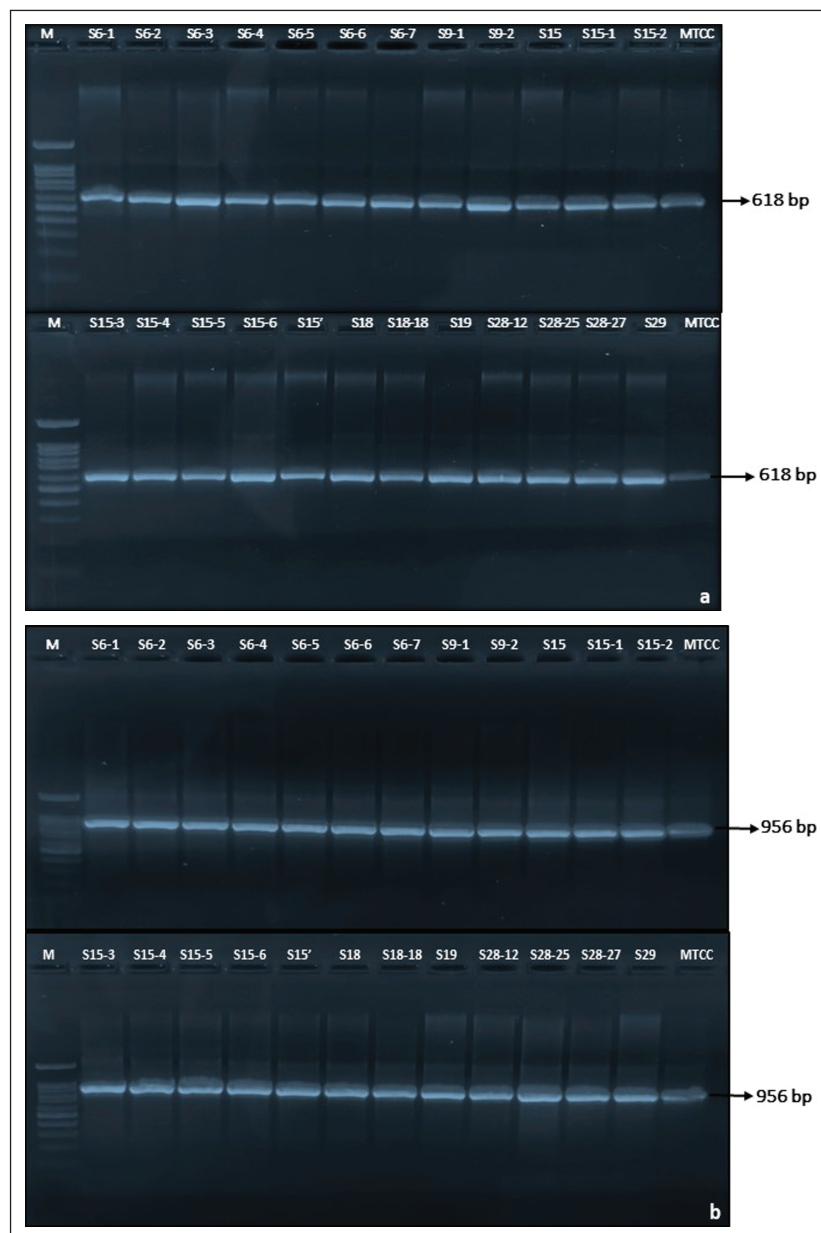 M S6-1 S6-2 S6-3 S6-4 S6-5 S6-6 S6-7 S9-1 S9-2 S15 S15-1 S15-2 MTCC
618 bp
M S15-3 S15-4 S15-5 S15-6 S15′ S18 S18-18 S19 S28-12 S28-25 S28-27 S29 MTCC
618 bp
a
M S6-1 S6-2 S6-3 S6-4 S6-5 S6-6 S6-7 S9-1 S9-2 S15 S15-1 S15-2 MTCC
956 bp
M S15-3 S15-4 S15-5 S15-6 S15′ S18 S18-18 S19 S28-12 S28-25 S28-27 S29 MTCC
956 bp
b